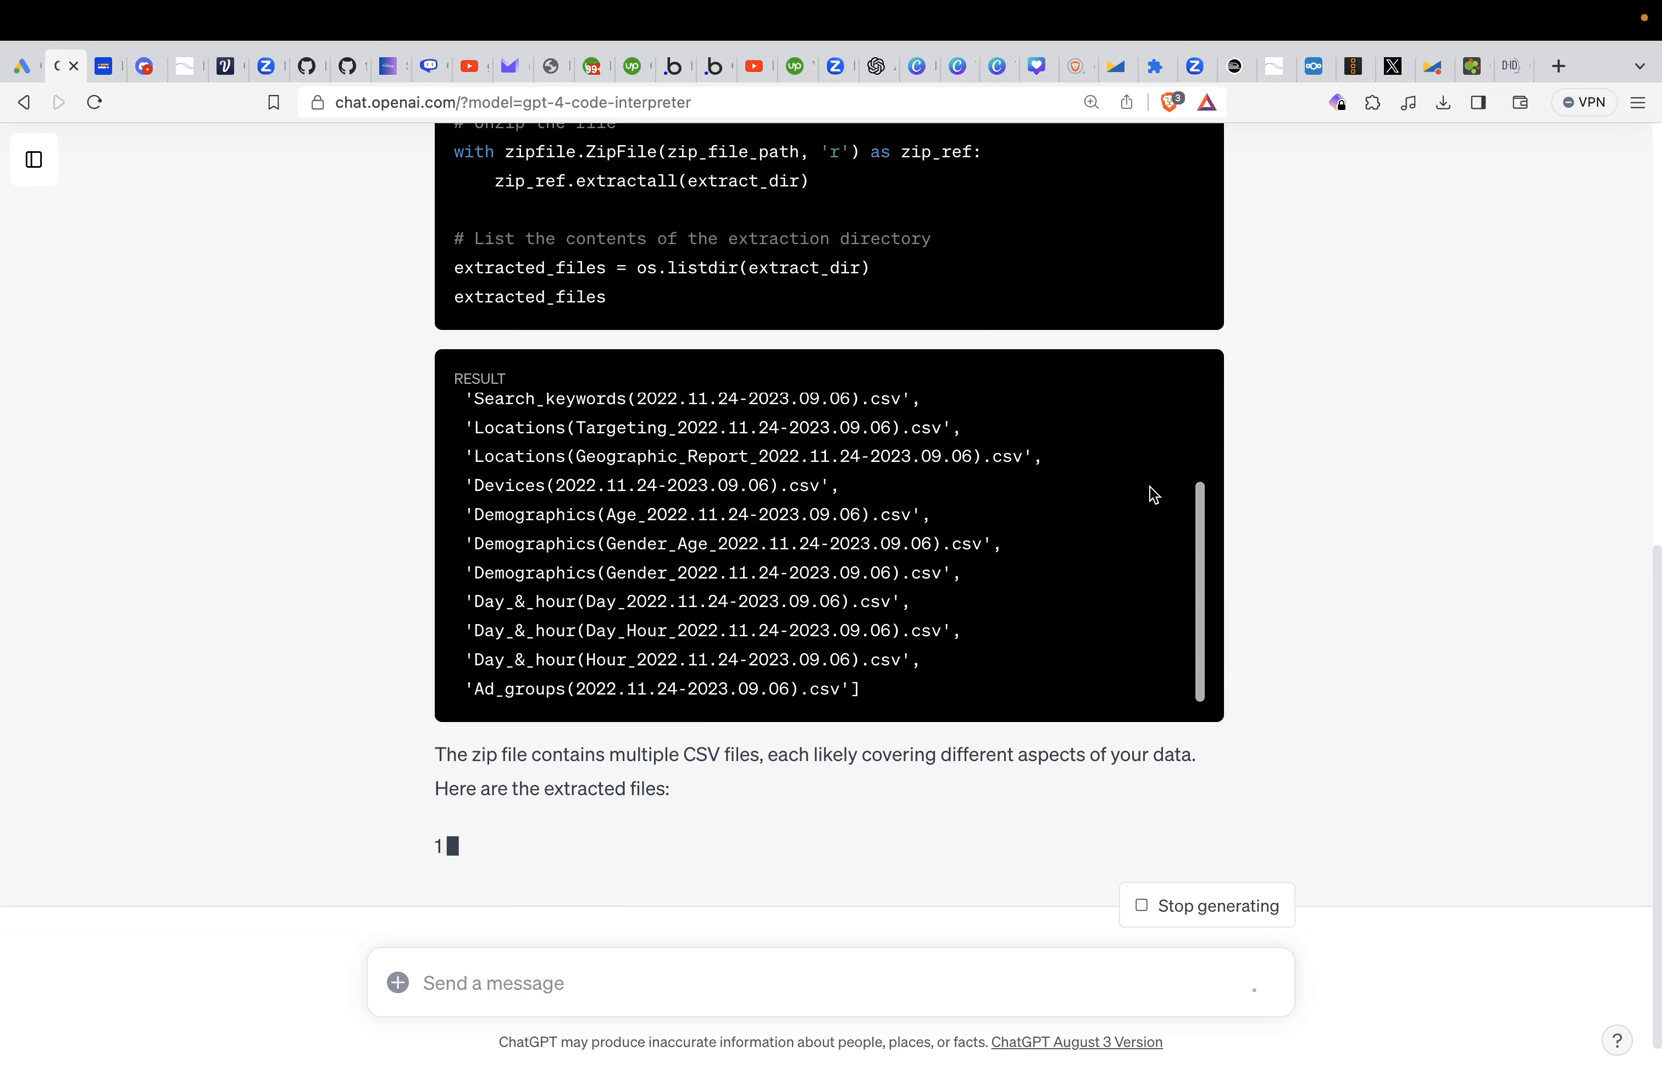 99+
D-ID
chat.openai.com/?model=gpt-4-code-interpreter
3
VPN
# Unzip the file
with zipfile.ZipFile(zip_file_path, 'r') as zip_ref:
zip_ref.extractall(extract_dir)
# List the contents of the extraction directory
extracted_files = os.listdir(extract_dir)
extracted_files
RESULT
'Search_keywords(2022.11.24-2023.09.06).csv',
'Locations(Targeting_2022.11.24-2023.09.06).csv',
'Locations(Geographic_Report_2022.11.24-2023.09.06).csv',
'Devices(2022.11.24-2023.09.06).csv',
'Demographics(Age_2022.11.24-2023.09.06).csv',
'Demographics(Gender_Age_2022.11.24-2023.09.06).csv',
'Demographics(Gender_2022.11.24-2023.09.06).csv',
'Day_&_hour(Day_2022.11.24-2023.09.06).csv',
'Day_&_hour(Day_Hour_2022.11.24-2023.09.06).csv',
'Day_&_hour(Hour_2022.11.24-2023.09.06).csv',
'Ad_groups(2022.11.24-2023.09.06).csv']
The zip file contains multiple CSV files, each likely covering different aspects of your data.
Here are the extracted files:
1
Stop generating
Send a message
ChatGPT may produce inaccurate information about people, places, or facts. ChatGPT August 3 Version
?